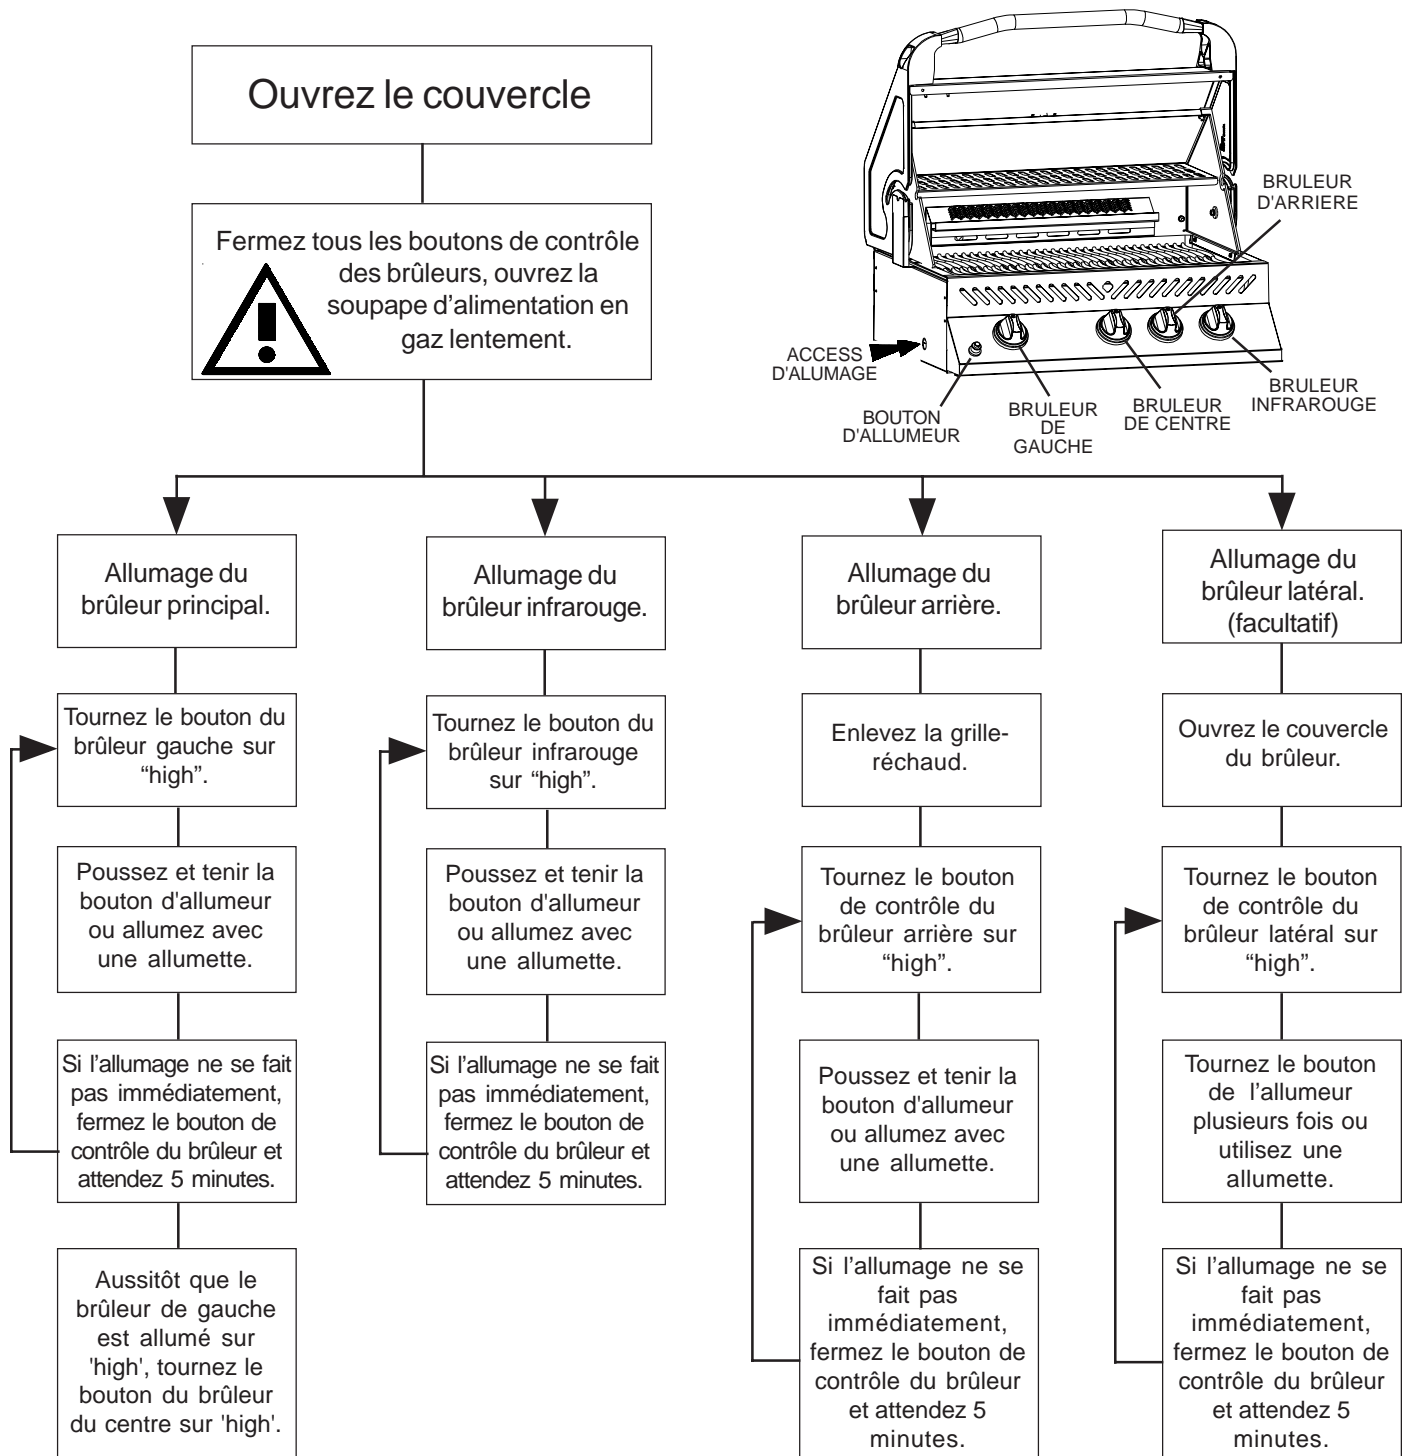 Ouvrez le couvercle
Fermez tous les boutons de contrôle
des brûleurs, ouvrez la
soupape d’alimentation en
gaz lentement.
BRULEUR
D'ARRIERE
ACCESS
D'ALUMAGE
BOUTON
D'ALLUMEUR
BRULEUR
DE
GAUCHE
BRULEUR
DE CENTRE
BRULEUR
INFRAROUGE
Allumage du
brûleur principal.
Tournez le bouton du
brûleur gauche sur
“high”.
Poussez et tenir la
bouton d'allumeur
ou allumez avec
une allumette.
Si l’allumage ne se fait
pas immédiatement,
fermez le bouton de
contrôle du brûleur et
attendez 5 minutes.
Aussitôt que le
brûleur de gauche
est allumé sur
'high', tournez le
bouton du brûleur
du centre sur 'high'.
Allumage du
brûleur infrarouge.
Tournez le bouton du
brûleur infrarouge
sur “high”.
Poussez et tenir la
bouton d'allumeur
ou allumez avec
une allumette.
Si l’allumage ne se fait
pas immédiatement,
fermez le bouton de
contrôle du brûleur et
attendez 5 minutes.
Allumage du
brûleur arrière.
Enlevez la grille-
réchaud.
Tournez le bouton
de contrôle du
brûleur arrière sur
“high”.
Poussez et tenir la
bouton d'allumeur
ou allumez avec
une allumette.
Si l’allumage ne se
fait pas
immédiatement,
fermez le bouton de
contrôle du brûleur
et attendez 5
minutes.
Allumage du
brûleur latéral.
(facultatif)
Ouvrez le couvercle
du brûleur.
Tournez le bouton
de contrôle du
brûleur latéral sur
“high”.
Tournez le bouton
de l’allumeur
plusieurs fois ou
utilisez une
allumette.
Si l’allumage ne se
fait pas
immédiatement,
fermez le bouton de
contrôle du brûleur
et attendez 5
minutes.